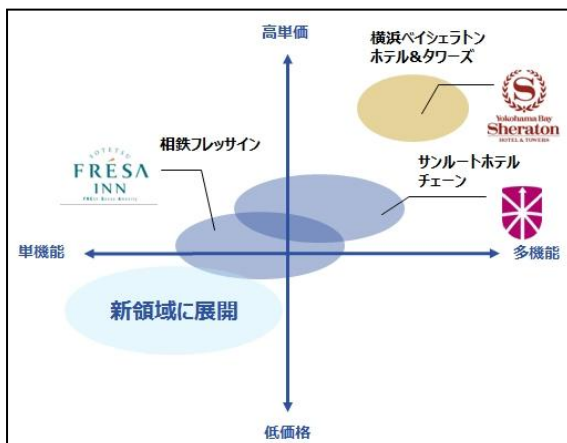 高単価
横浜ベイシェラトン
ホテル&タワーズ
S
Yokohama Bay
Sheraton
HOTEL & TOWERS
相鉄フレッサイン
SOTETSU
FRÉSA
INN
サンルートホテル
チェーン
単機能
多機能
新領域に展開
低価格